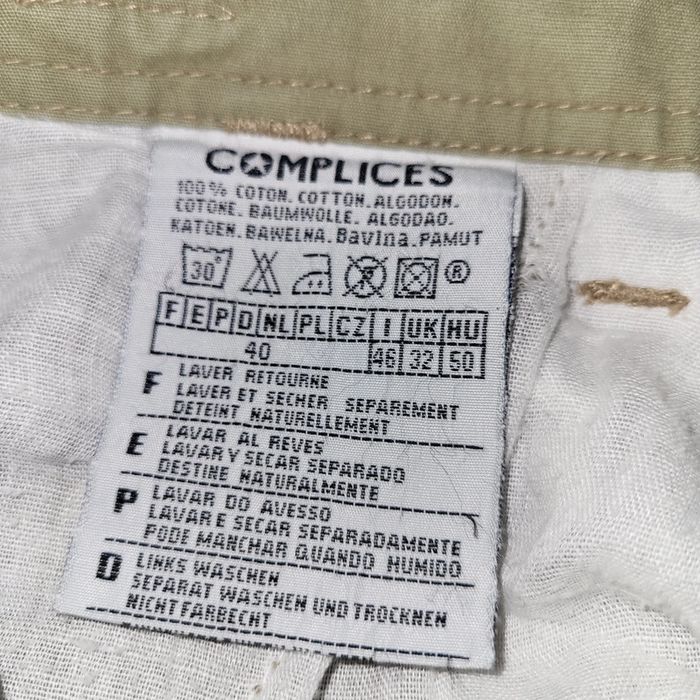 COMPLICES
100% COTON. COTTON. ALGODON.
COTONE. BAUMWOLLE. ALGODAO.
KATOEN. BAWELNA. Bavlna. PAMUT
30° ®
F E P D NL PL CZ I UK HU
40 46 32 50
F LAVER RETOURNE
LAVER ET SECHER SEPAREMENT
DETEINT NATURELLEMENT
E LAVAR AL REVES
LAVAR Y SECAR SEPARADO
DESTINE NATURALMENTE
P LAVAR DO AVESSO
LAVAR E SECAR SEPARADAMENTE
PODE MANCHAR QUANDO HUMIDO
D LINKS WASCHEN
SEPARAT WASCHEN UND TROCKNEN
NICHT FARBECHT